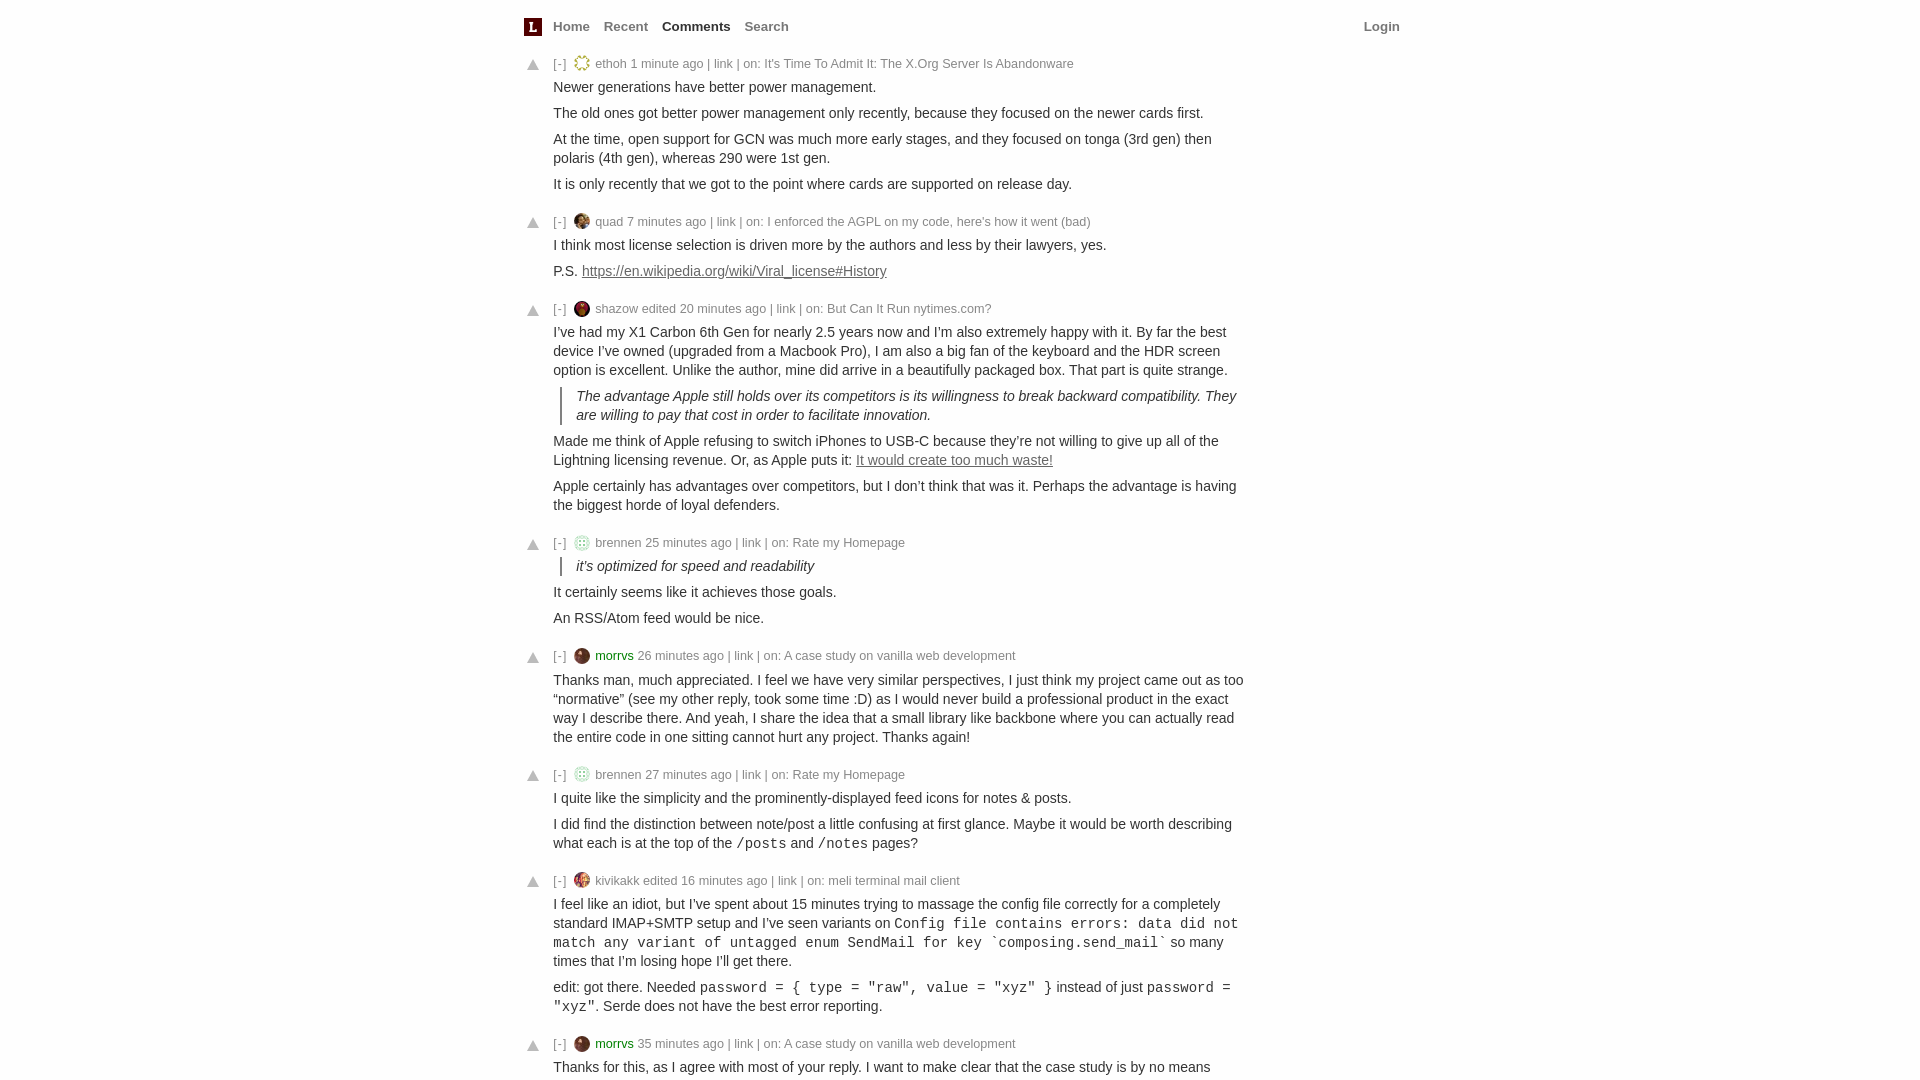 L Home Recent Comments Search Login
[-] ethoh 1 minute ago | link | on: It's Time To Admit It: The X.Org Server Is Abandonware
Newer generations have better power management.
The old ones got better power management only recently, because they focused on the newer cards first.
At the time, open support for GCN was much more early stages, and they focused on tonga (3rd gen) then
polaris (4th gen), whereas 290 were 1st gen.
It is only recently that we got to the point where cards are supported on release day.
[-] quad 7 minutes ago | link | on: I enforced the AGPL on my code, here's how it went (bad)
I think most license selection is driven more by the authors and less by their lawyers, yes.
P.S. https://en.wikipedia.org/wiki/Viral_license#History
[-] shazow edited 20 minutes ago | link | on: But Can It Run nytimes.com?
I’ve had my X1 Carbon 6th Gen for nearly 2.5 years now and I’m also extremely happy with it. By far the best
device I’ve owned (upgraded from a Macbook Pro), I am also a big fan of the keyboard and the HDR screen
option is excellent. Unlike the author, mine did arrive in a beautifully packaged box. That part is quite strange.
The advantage Apple still holds over its competitors is its willingness to break backward compatibility. They
are willing to pay that cost in order to facilitate innovation.
Made me think of Apple refusing to switch iPhones to USB-C because they’re not willing to give up all of the
Lightning licensing revenue. Or, as Apple puts it: It would create too much waste!
Apple certainly has advantages over competitors, but I don’t think that was it. Perhaps the advantage is having
the biggest horde of loyal defenders.
[-] brennen 25 minutes ago | link | on: Rate my Homepage
it’s optimized for speed and readability
It certainly seems like it achieves those goals.
An RSS/Atom feed would be nice.
[-] morrvs 26 minutes ago | link | on: A case study on vanilla web development
Thanks man, much appreciated. I feel we have very similar perspectives, I just think my project came out as too
“normative” (see my other reply, took some time :D) as I would never build a professional product in the exact
way I describe there. And yeah, I share the idea that a small library like backbone where you can actually read
the entire code in one sitting cannot hurt any project. Thanks again!
[-] brennen 27 minutes ago | link | on: Rate my Homepage
I quite like the simplicity and the prominently-displayed feed icons for notes & posts.
I did find the distinction between note/post a little confusing at first glance. Maybe it would be worth describing
what each is at the top of the /posts and /notes pages?
[-] kivikakk edited 16 minutes ago | link | on: meli terminal mail client
I feel like an idiot, but I’ve spent about 15 minutes trying to massage the config file correctly for a completely
standard IMAP+SMTP setup and I’ve seen variants on Config file contains errors: data did not
match any variant of untagged enum SendMail for key `composing.send_mail` so many
times that I’m losing hope I’ll get there.
edit: got there. Needed password = { type = "raw", value = "xyz" } instead of just password =
"xyz". Serde does not have the best error reporting.
[-] morrvs 35 minutes ago | link | on: A case study on vanilla web development
Thanks for this, as I agree with most of your reply. I want to make clear that the case study is by no means